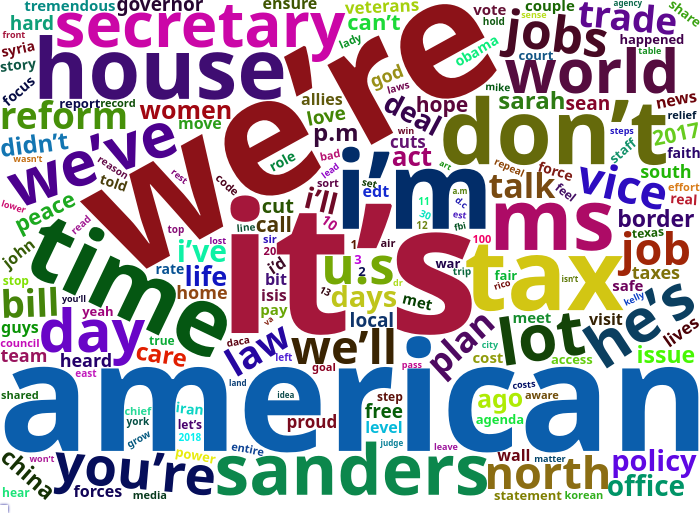 tremendous governor ensure veterans couple agency share
hard secretary can't vote trade
front hold sense
syria house we're lady obama jobs court happened
story god table
focus laws mike world
report record allies news
reform women love deal hope sarah sean relief
move p.m win don't 2017
didn't we've role bad cuts steps
wasn't reason act art staff faith
told rest code lead i'm repeal force south
lower sort set edt talk feel vice effort
peace i'll a.m real
read cut 11 d.c ms border
john time top line call 10 30 est texas
lost sir 1 air 12 fbi 100 job
i've it's war
stop rate life i'd 20 u.s 3 trip tax fair isn't taxes
bill home bit 2 dr rico safe he's
you'll isis 13 days met kelly
guys day yeah pay local lot meet visit lives
council true daca law va we'll plan city
team heard care left goal cost access issue
east land pass
american idea costs
shared chief iran step ago aware
york let's proud free agenda
grow 2018 level judge
china won't you're power entire leave wall matter policy
sanders north
hear forces media statement korean office